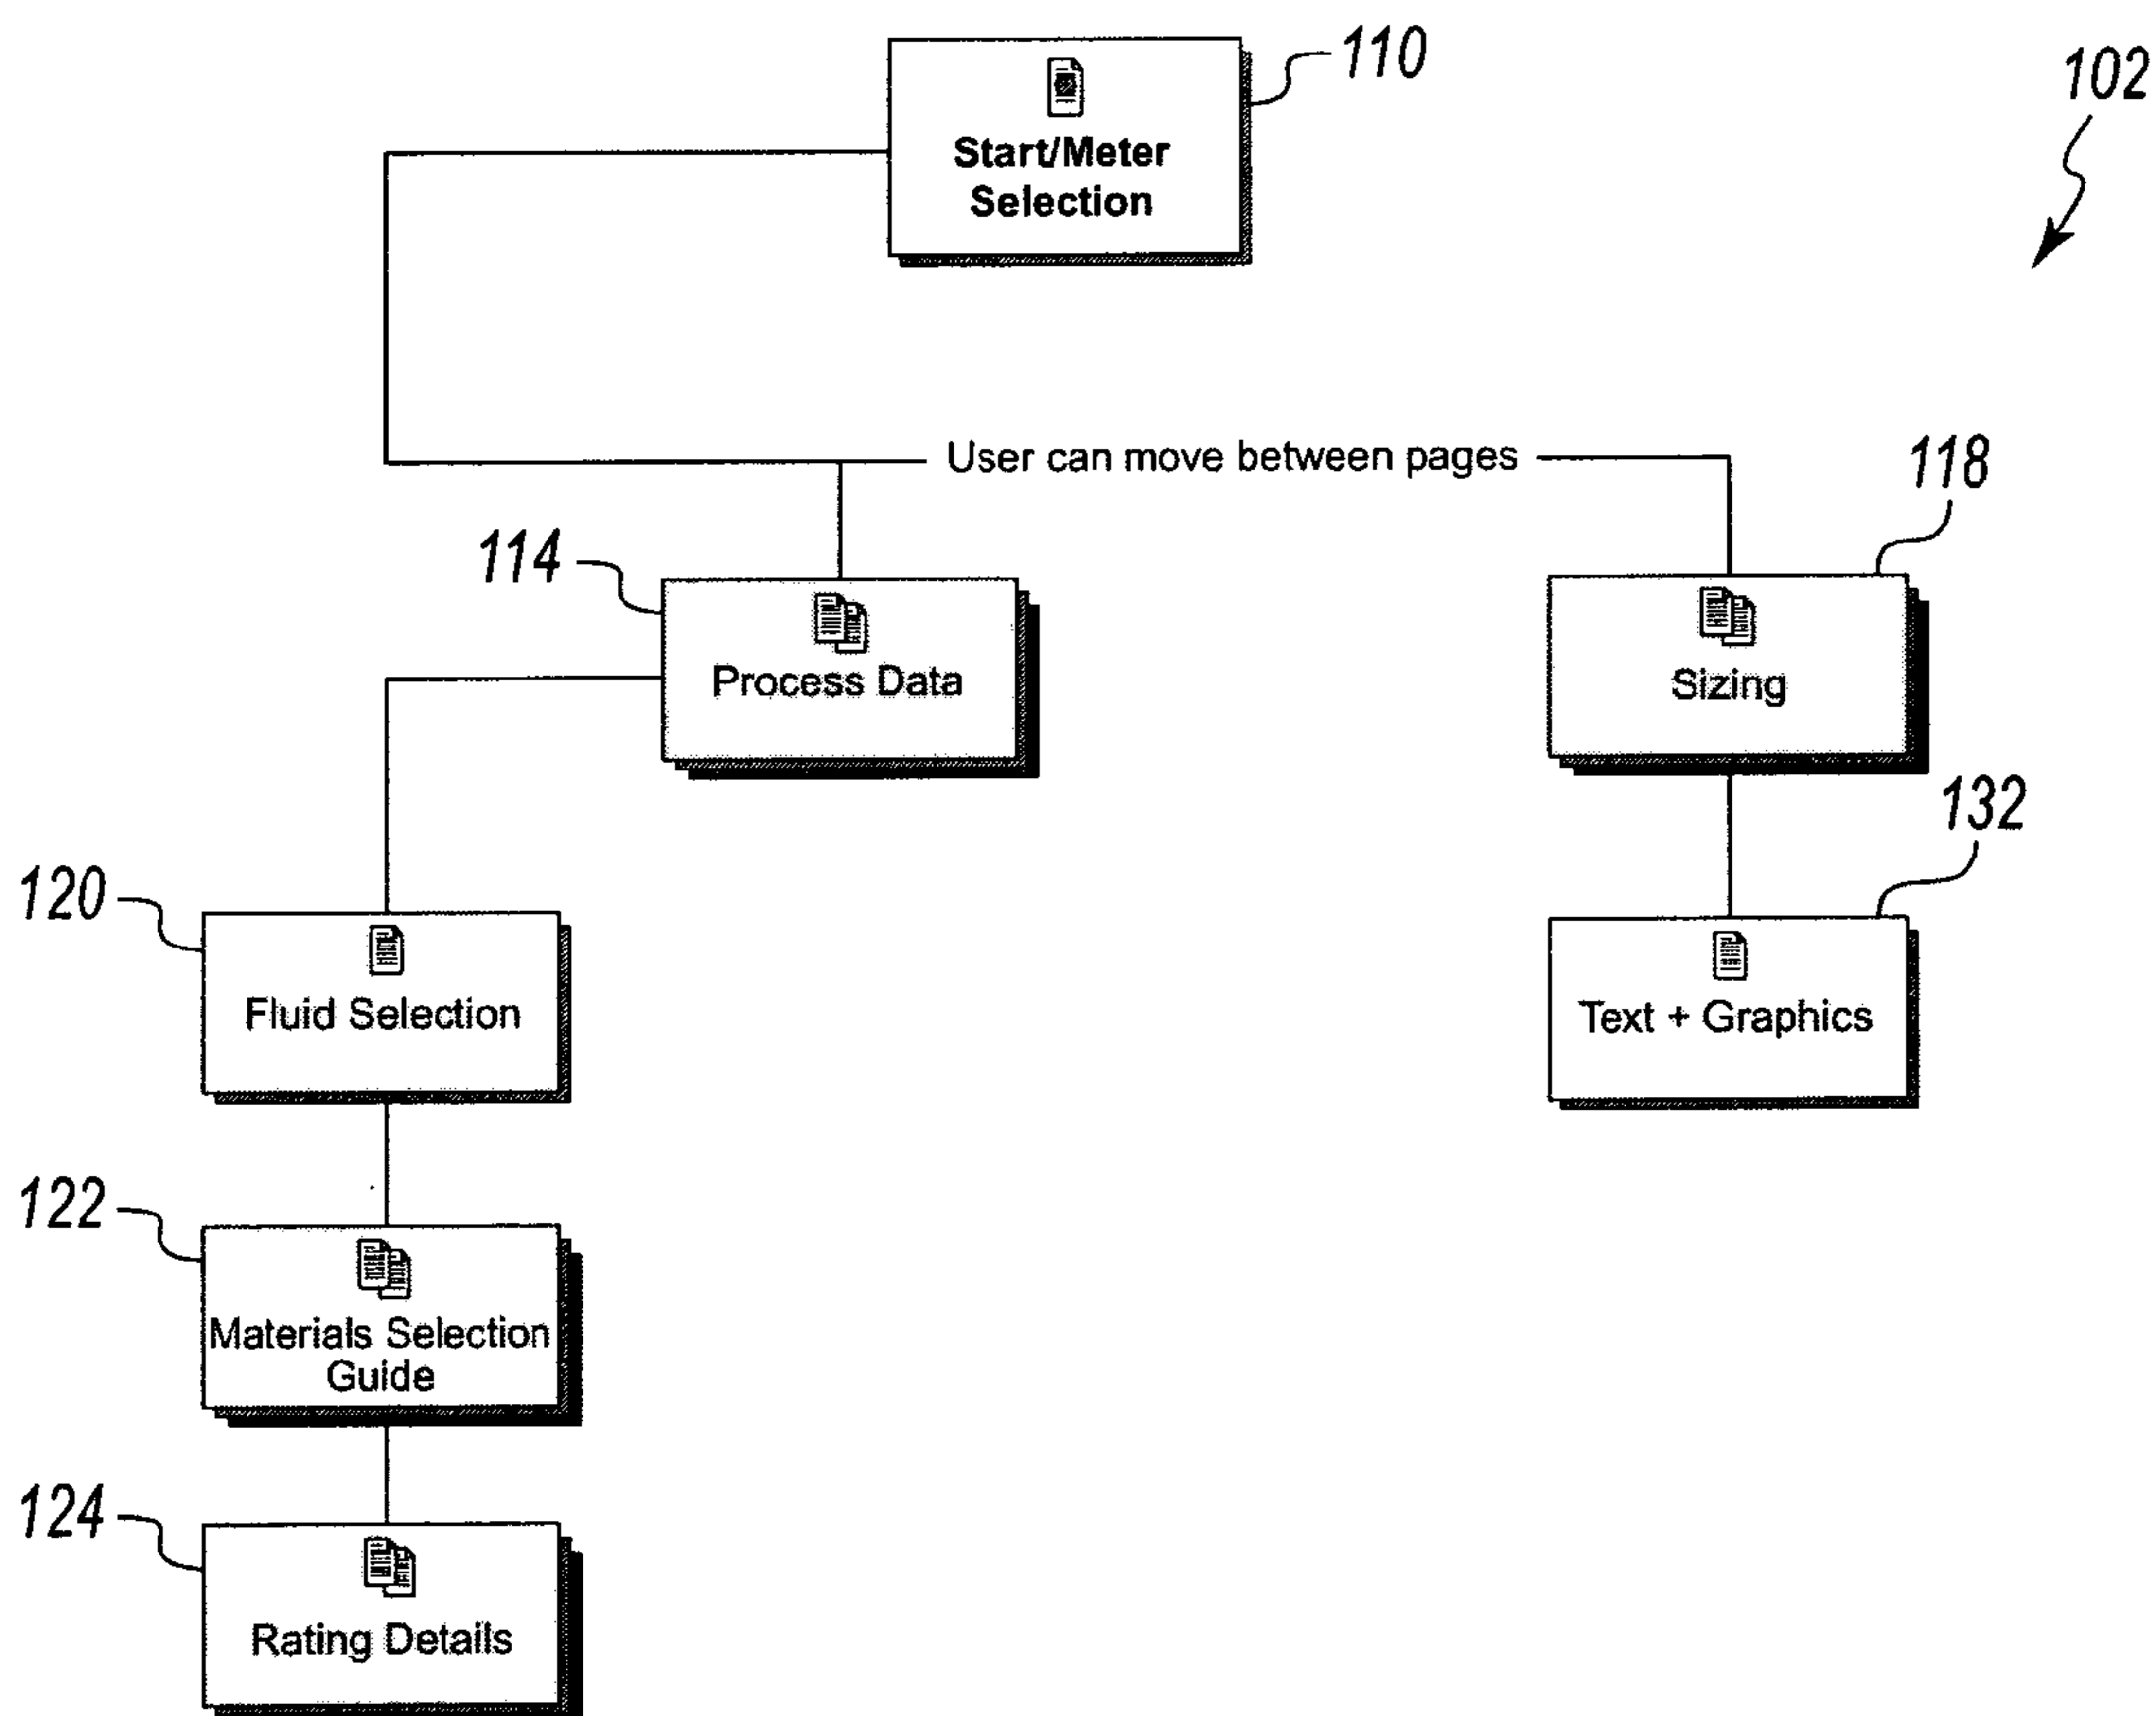 110
102
Start/Meter
Selection
User can move between pages
118
114
Process Data
Sizing
132
120
Fluid Selection
Text + Graphics
122
Materials Selection
Guide
124
Rating Details